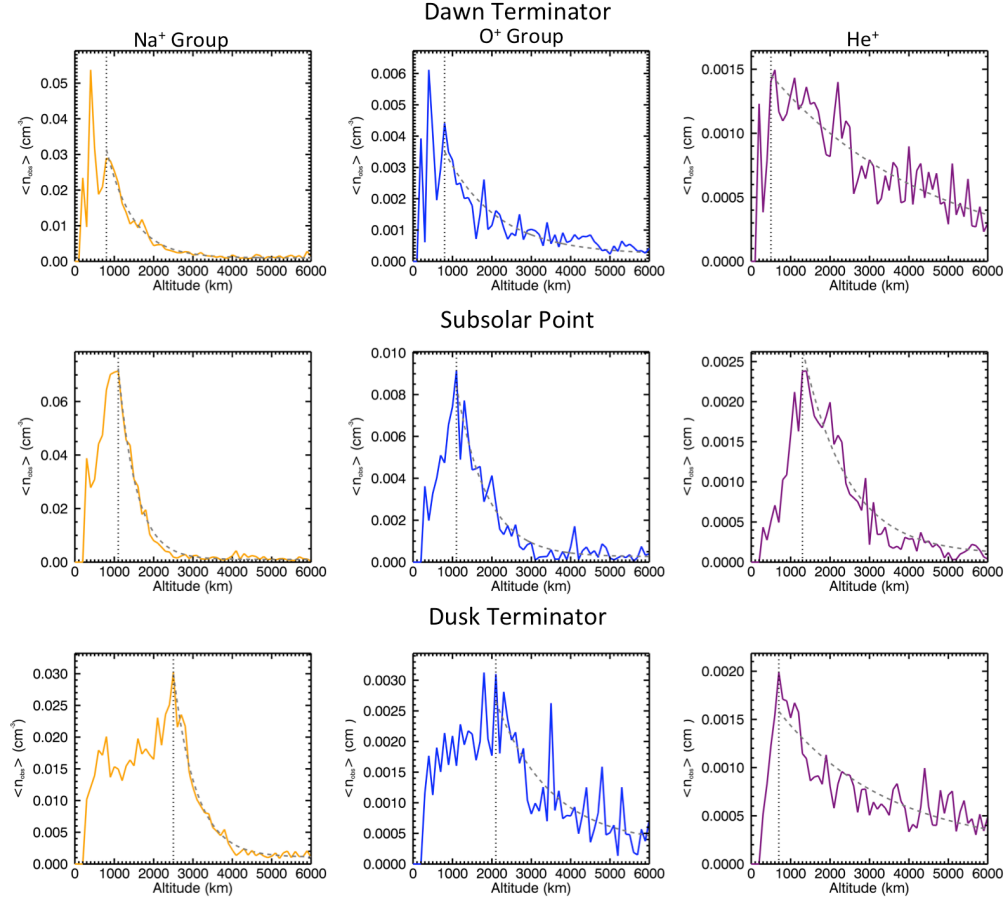 Dawn Terminator
Na⁺ Group O⁺ Group He⁺
<n_obs> (cm⁻³) 0.05 0.04 0.03 0.02 0.01 0.00
0 1000 2000 3000 4000 5000 6000
Altitude (km)
<n_obs> (cm⁻³) 0.006 0.005 0.004 0.003 0.002 0.001 0.000
0 1000 2000 3000 4000 5000 6000
Altitude (km)
<n_obs> (cm ) 0.0015 0.0010 0.0005 0.0000
0 1000 2000 3000 4000 5000 6000
Altitude (km)
Subsolar Point
<n_obs> (cm⁻³) 0.06 0.04 0.02 0.00
0 1000 2000 3000 4000 5000 6000
Altitude (km)
<n_obs> (cm⁻³) 0.010 0.008 0.006 0.004 0.002 0.000
0 1000 2000 3000 4000 5000 6000
Altitude (km)
<n_obs> (cm ) 0.0025 0.0020 0.0015 0.0010 0.0005 0.0000
0 1000 2000 3000 4000 5000 6000
Altitude (km)
Dusk Terminator
<n_obs> (cm⁻³) 0.030 0.025 0.020 0.015 0.010 0.005 0.000
0 1000 2000 3000 4000 5000 6000
Altitude (km)
<n_obs> (cm ) 0.0030 0.0025 0.0020 0.0015 0.0010 0.0005 0.0000
0 1000 2000 3000 4000 5000 6000
Altitude (km)
<n_obs> (cm ) 0.0020 0.0015 0.0010 0.0005 0.0000
0 1000 2000 3000 4000 5000 6000
Altitude (km)